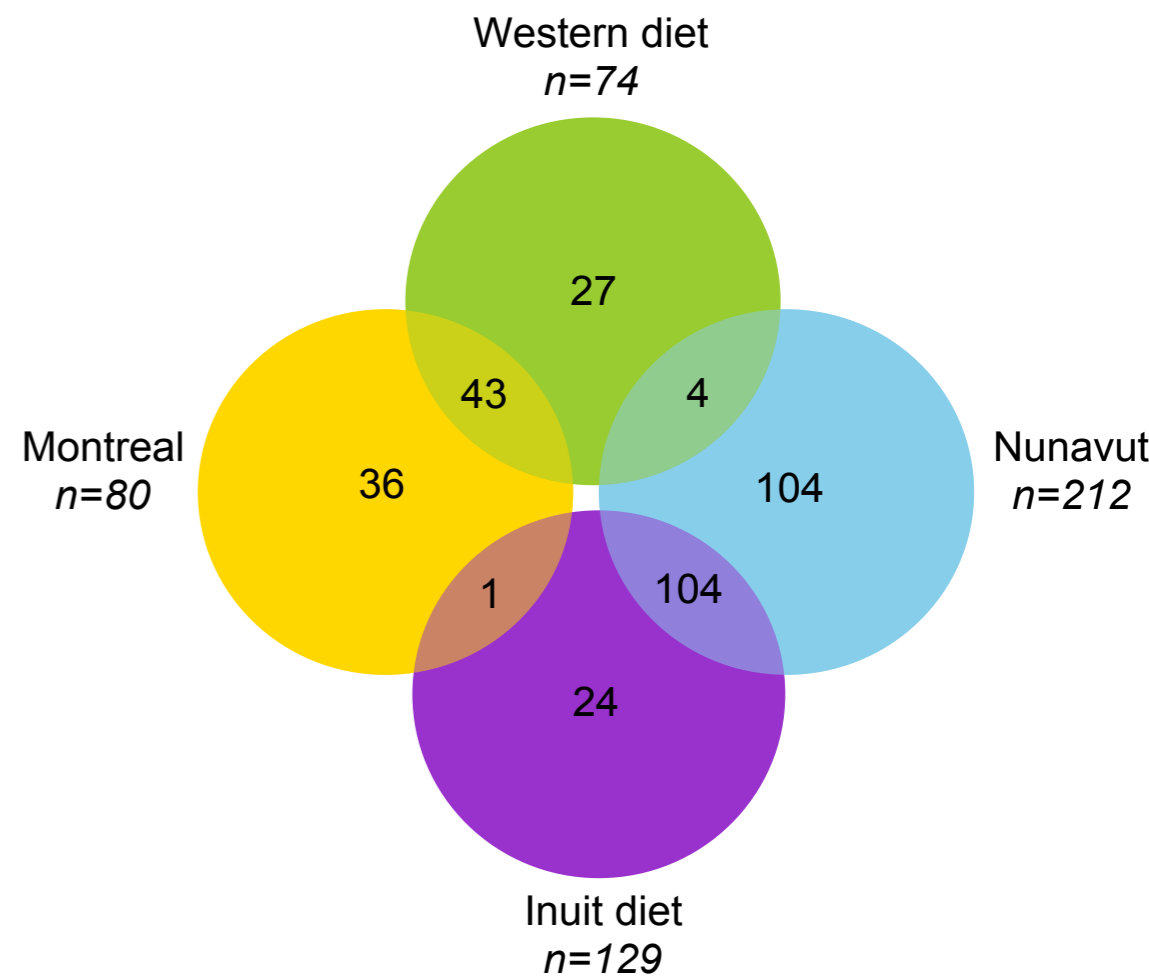 Western diet
n=74
27
43
4
Montreal
n=80
36
104
Nunavut
n=212
1
104
24
Inuit diet
n=129